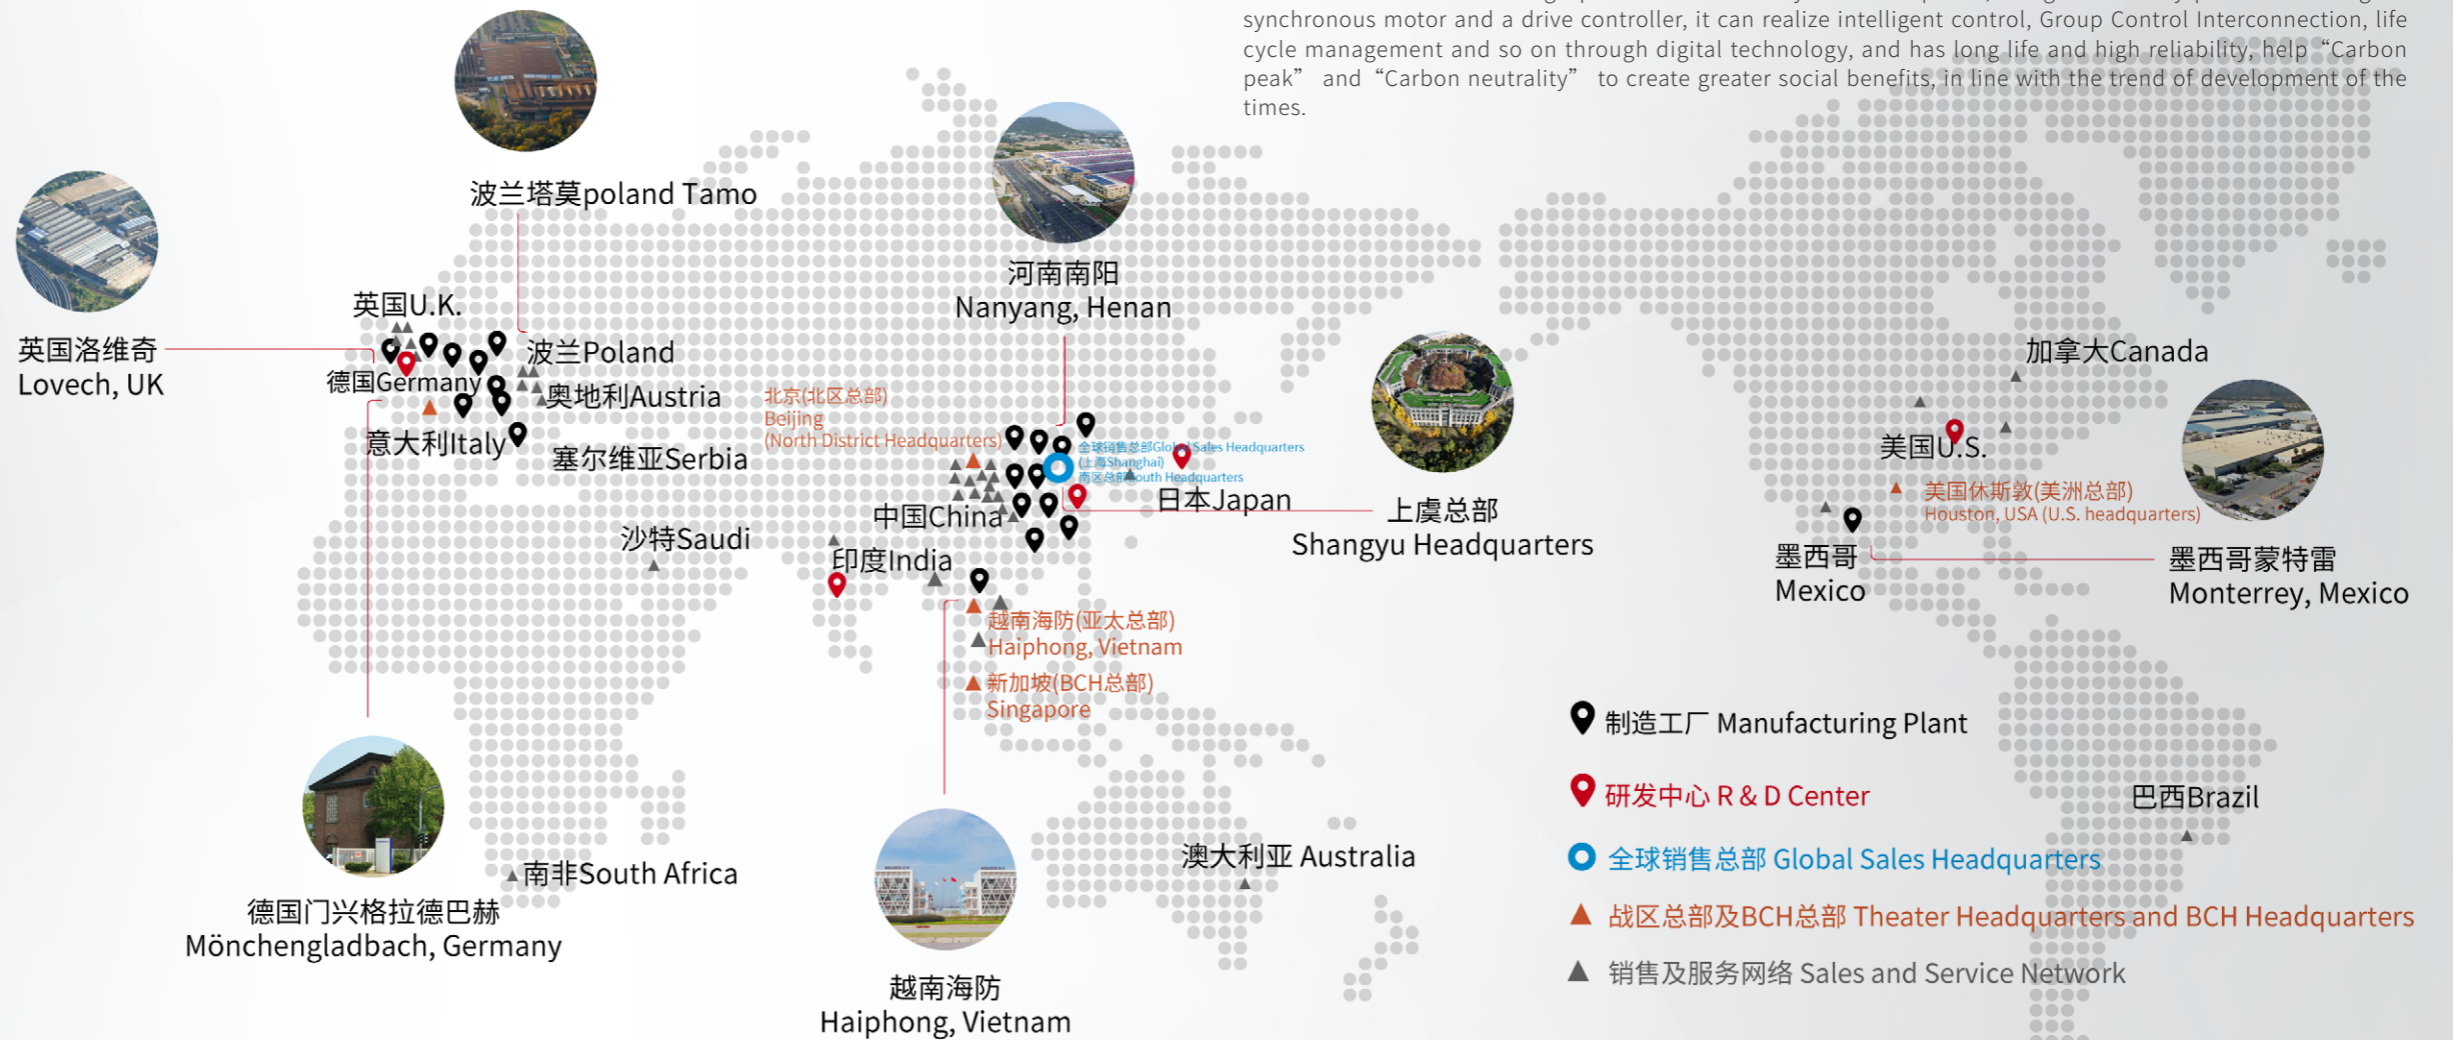 synchronous motor and a drive controller, it can realize intelligent control, Group Control Interconnection, life
cycle management and so on through digital technology, and has long life and high reliability, help “Carbon
peak” and “Carbon neutrality” to create greater social benefits, in line with the trend of development of the
times.
波兰塔莫poland Tamo
河南南阳
Nanyang, Henan
英国U.K.
英国洛维奇
Lovech, UK
波兰Poland
德国Germany
奥地利Austria
意大利Italy
塞尔维亚Serbia
北京(北区总部)
Beijing
(North District Headquarters)
全球销售总部Global Sales Headquarters
(上海Shanghai)
南区总部South Headquarters
日本Japan
中国China
上虞总部
Shangyu Headquarters
沙特Saudi
印度India
越南海防(亚太总部)
Haiphong, Vietnam
新加坡(BCH总部)
Singapore
加拿大Canada
美国U.S.
美国休斯敦(美洲总部)
Houston, USA (U.S. headquarters)
墨西哥
Mexico
墨西哥蒙特雷
Monterrey, Mexico
制造工厂 Manufacturing Plant
研发中心 R & D Center
全球销售总部 Global Sales Headquarters
战区总部及BCH总部 Theater Headquarters and BCH Headquarters
销售及服务网络 Sales and Service Network
巴西Brazil
澳大利亚 Australia
南非South Africa
德国门兴格拉德巴赫
Mönchengladbach, Germany
越南海防
Haiphong, Vietnam